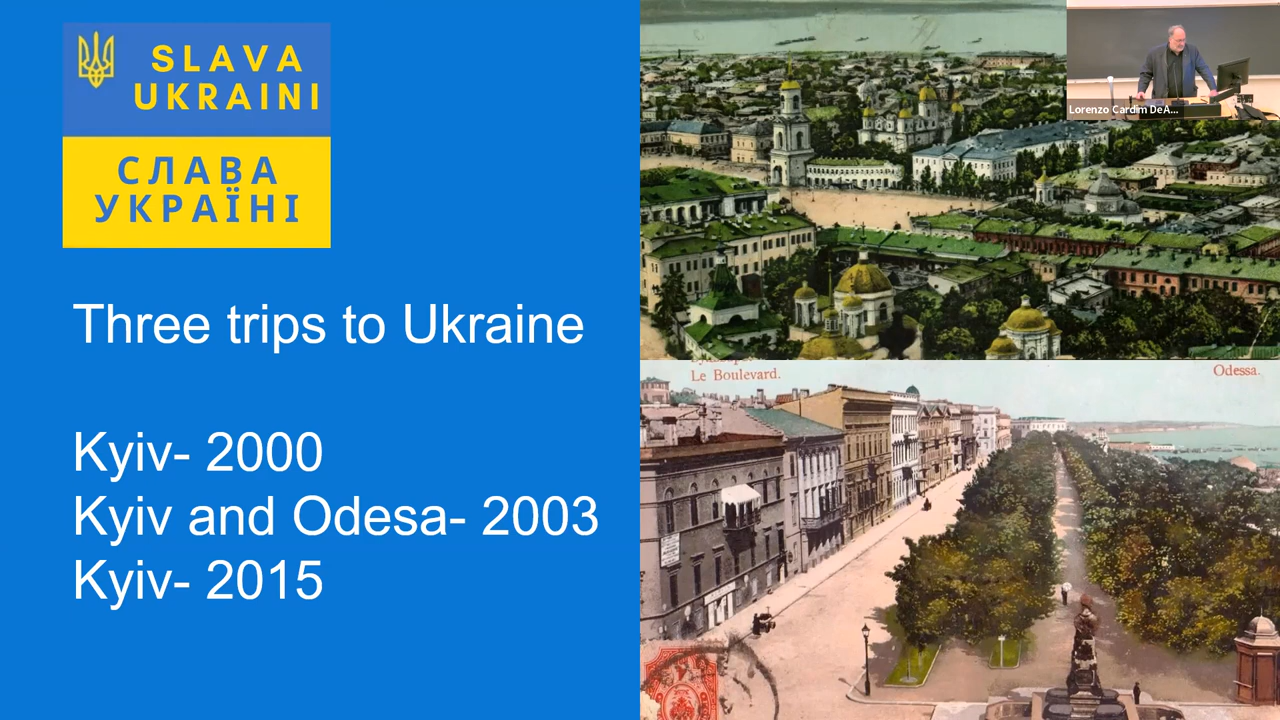 SLAVA
UKRAINI
СЛАВА
УКРАЇНІ
Three trips to Ukraine
Kyiv- 2000
Kyiv and Odesa- 2003
Kyiv- 2015
Lorenzo Cardim DeA...
Le Boulevard.
Odessa.